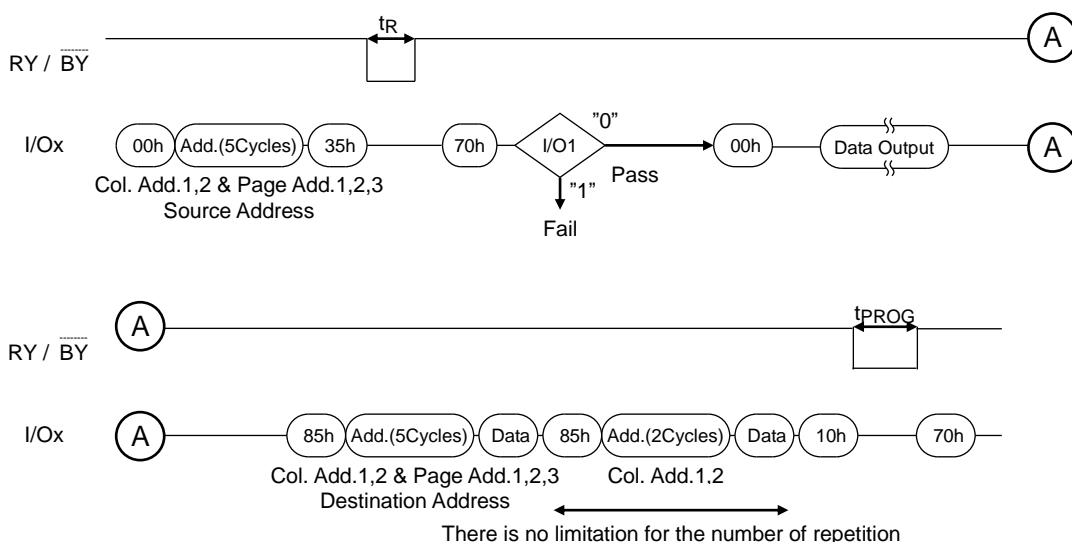 tR
RY / BY
A
I/Ox
00h
Add.(5Cycles)
35h
70h
I/O1
"0"
Pass
"1"
Fail
00h
Data Output
A
Col. Add.1,2 & Page Add.1,2,3
Source Address
A
tPROG
RY / BY
I/Ox
A
85h
Add.(5Cycles)
Data
85h
Add.(2Cycles)
Data
10h
70h
Col. Add.1,2 & Page Add.1,2,3
Destination Address
Col. Add.1,2
There is no limitation for the number of repetition